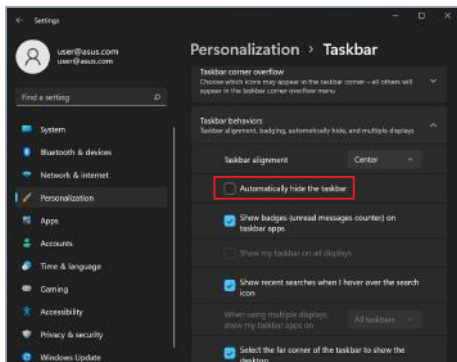 Settings
user@asus.com
user@asus.com
Find a setting
System
Bluetooth & devices
Network & internet
Personalization
Apps
Accounts
Time & language
Gaming
Accessibility
Privacy & security
Windows Update
Personalization > Taskbar
Taskbar corner overflow
Choose which icons may appear in the taskbar corner – all others will
appear in the taskbar corner overflow menu
Taskbar behaviors
Taskbar alignment, badging, automatically hide, and multiple displays
Taskbar alignment
Center
Automatically hide the taskbar
Show badges (unread messages counter) on
taskbar apps
Show my taskbar on all displays
Show recent searches when I hover over the search
icon
When using multiple displays,
show my taskbar apps on
All taskbars
Select the far corner of the taskbar to show the
desktop